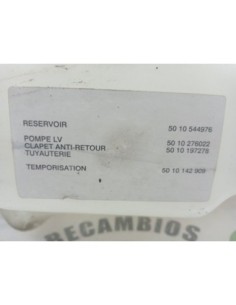 RESERVOIR 50 10 544976
POMPE LV 50 10 276022
CLAPET ANTI-RETOUR 50 10 197278
TUYAUTERIE
TEMPORISATION 50 10 142 909
RECAMBIOS